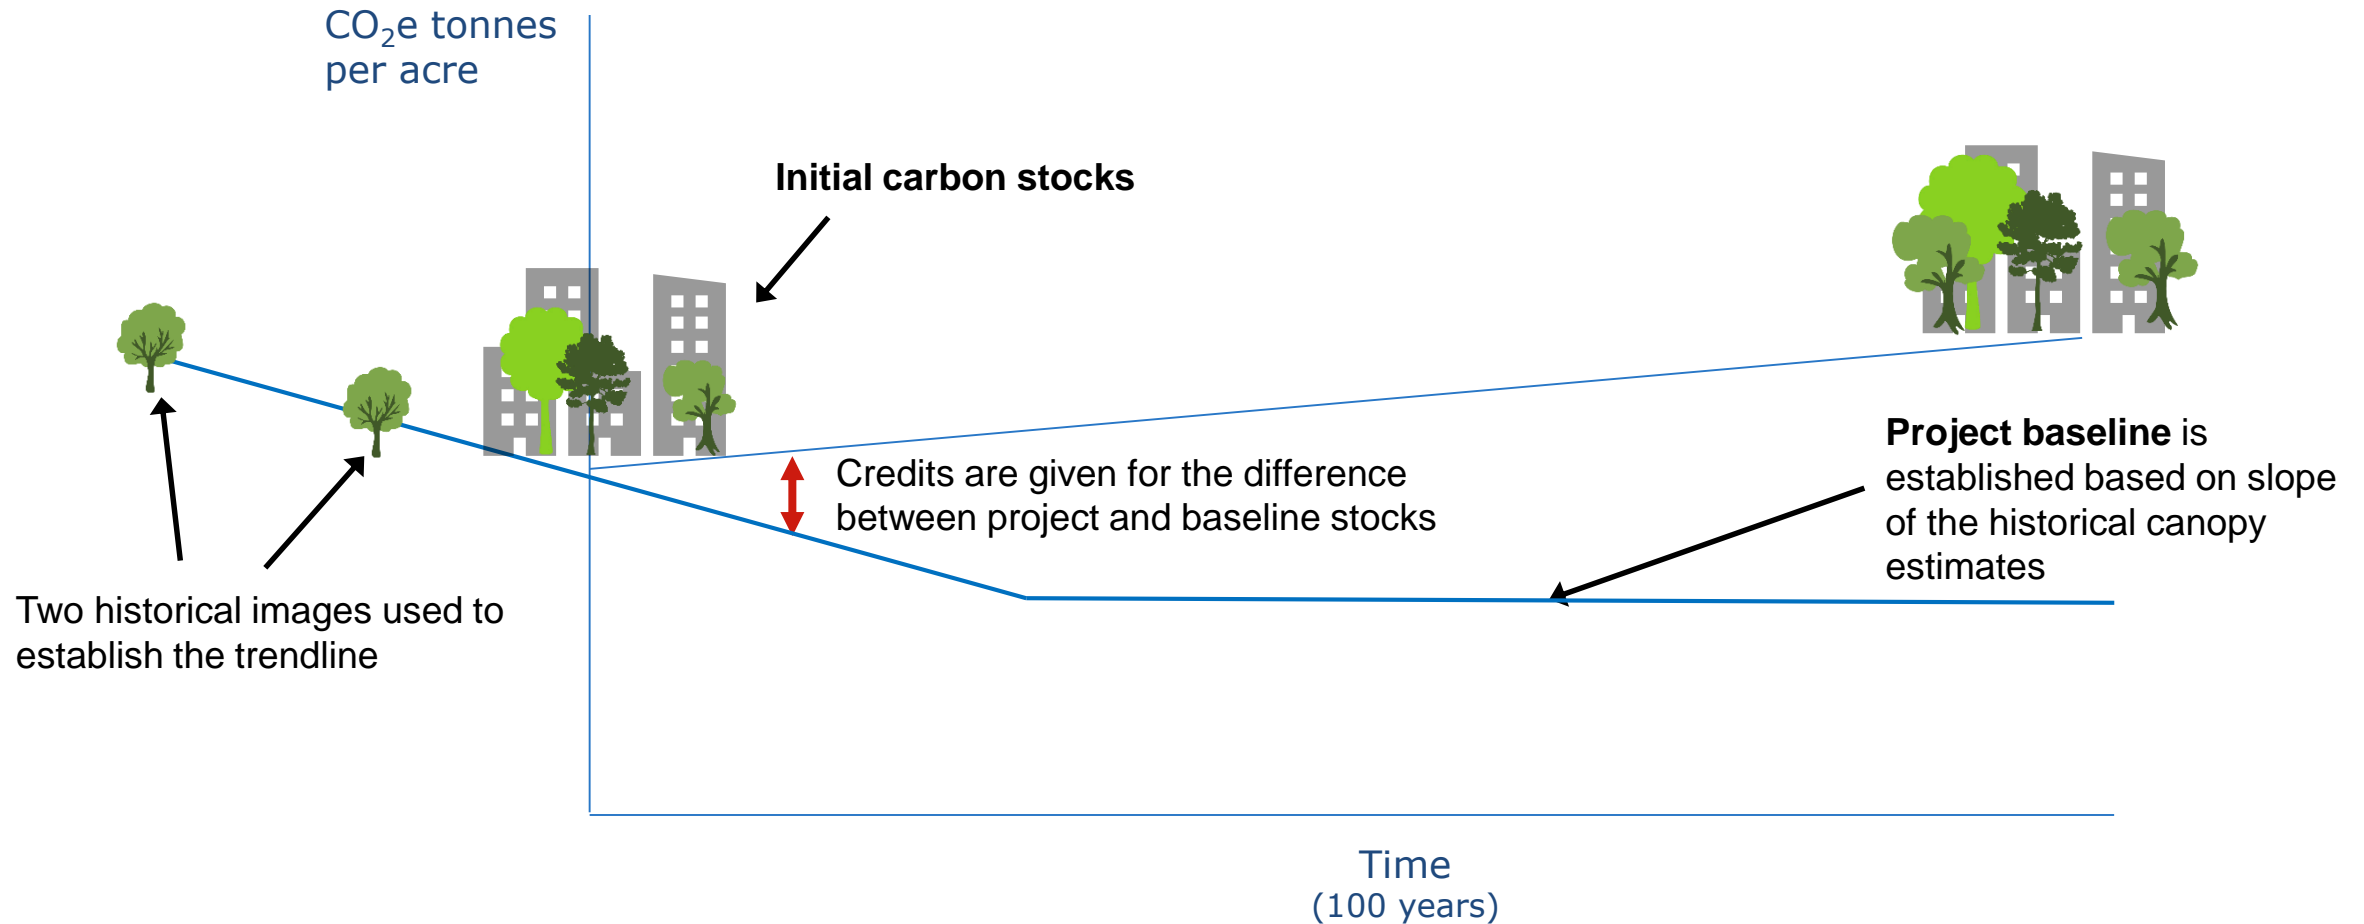 CO₂e tonnes
per acre
Initial carbon stocks
Credits are given for the difference
between project and baseline stocks
Project baseline is
established based on slope
of the historical canopy
estimates
Two historical images used to
establish the trendline
Time
(100 years)